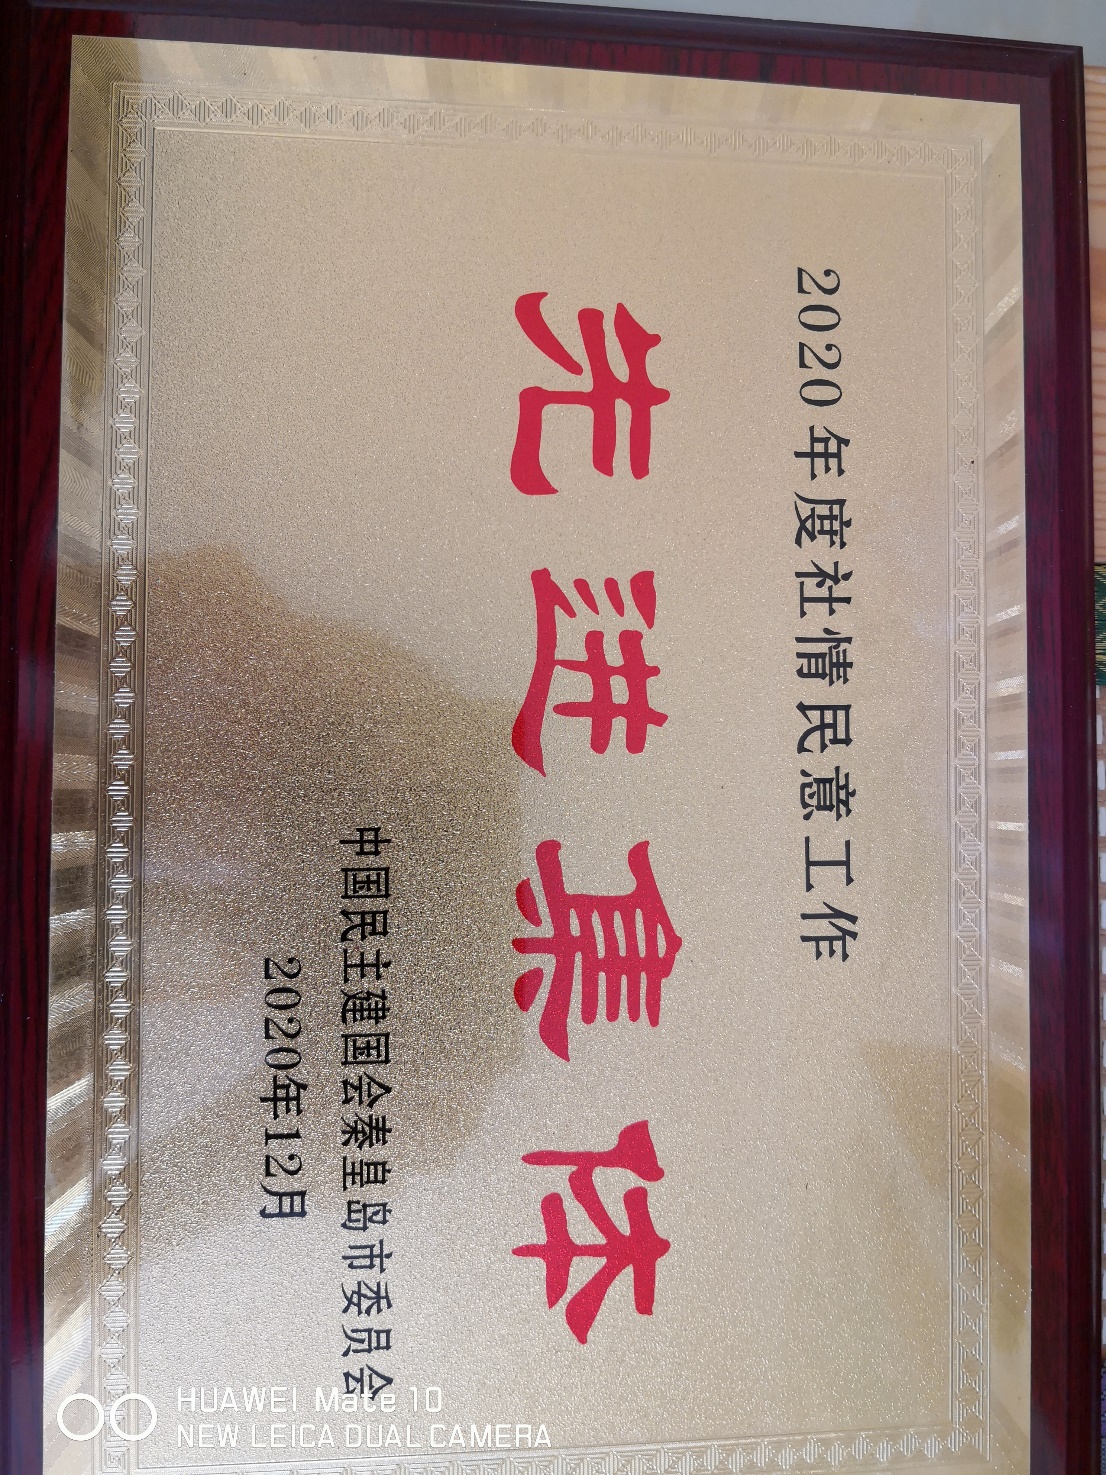 2020年度社情民意工作
先进集体
中国民主建国会秦皇岛市委员会
2020年12月
HUAWEI Mate 10
NEW LEICA DUAL CAMERA